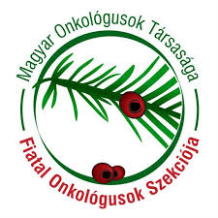 Magyar Onkológusok Társasága
Fiatal Onkológusok Szekciója